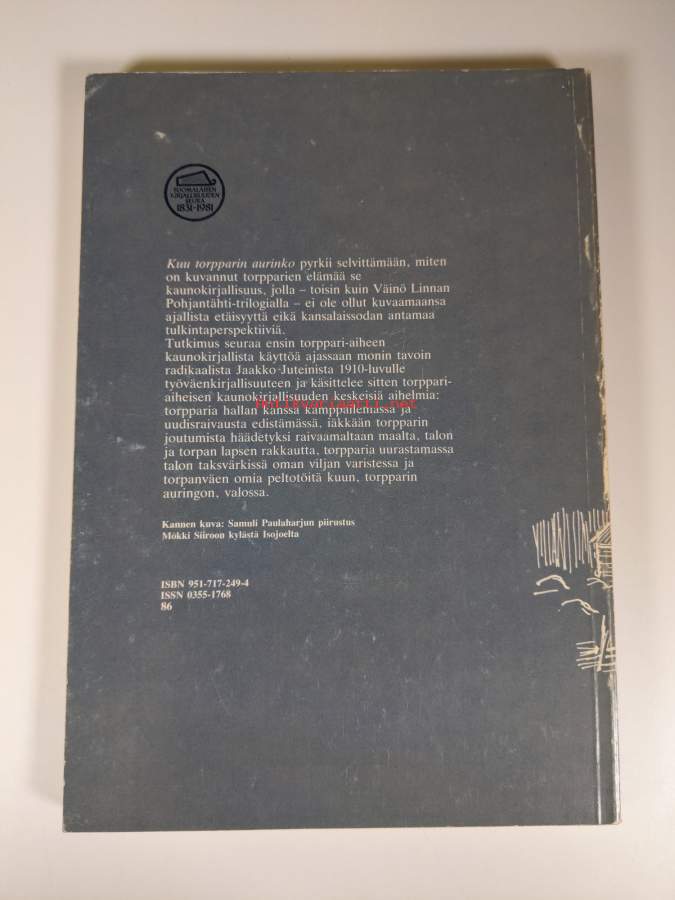 SUOMALAISEN
KIRJALLISUUDEN
SEURA
1831-1981
Kuu torpparin aurinko pyrkii selvittämään, miten
on kuvannut torpparien elämää se
kaunokirjallisuus, jolla – toisin kuin Väinö Linnan
Pohjantähti-trilogialla – ei ole ollut kuvaamaansa
ajallista etäisyyttä eikä kansalaissodan antamaa
tulkintaperspektiiviä.
Tutkimus seuraa ensin torppari-aiheen
kaunokirjallista käyttöä ajassaan monin tavoin
radikaalista Jaakko Juteinista 1910-luvulle
työväenkirjallisuuteen ja käsittelee sitten torppari-
aiheisen kaunokirjallisuuden keskeisiä aihelmia:
torpparia hallan kanssa kamppailemassa ja
uudisraivausta edistämässä, iäkkään torpparin
joutumista häädetyksi raivaamaltaan maalta, talon
ja torpan lapsen rakkautta, torpparia uurastamassa
talon taksvärkissä oman viljan varistessa ja
torpanväen omia peltotöitä kuun, torpparin
auringon, valossa.
Kannen kuva: Samuli Paulaharjun piirustus
Mökki Siiroon kylästä Isojoelta
ISBN 951-717-249-4
ISSN 0355-1768
86